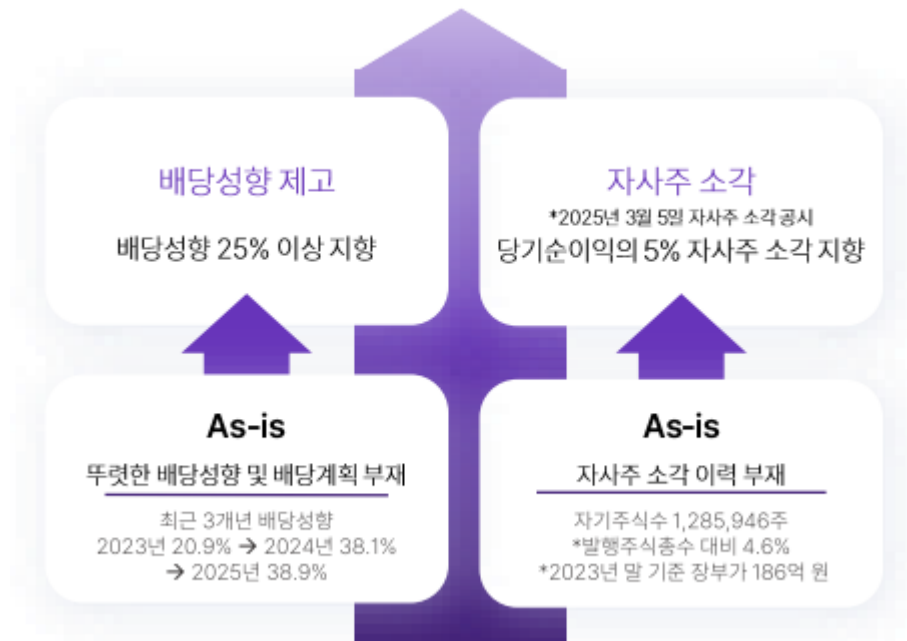 배당성향 제고
배당성향 25% 이상 지향
자사주 소각
*2025년 3월 5일 자사주 소각 공시
당기순이익의 5% 자사주 소각 지향
As-is
뚜렷한 배당성향 및 배당계획 부재
최근 3개년 배당성향
2023년 20.9% → 2024년 38.1%
→ 2025년 38.9%
As-is
자사주 소각 이력 부재
자기주식수 1,285,946주
*발행주식총수 대비 4.6%
*2023년 말 기준 장부가 186억 원